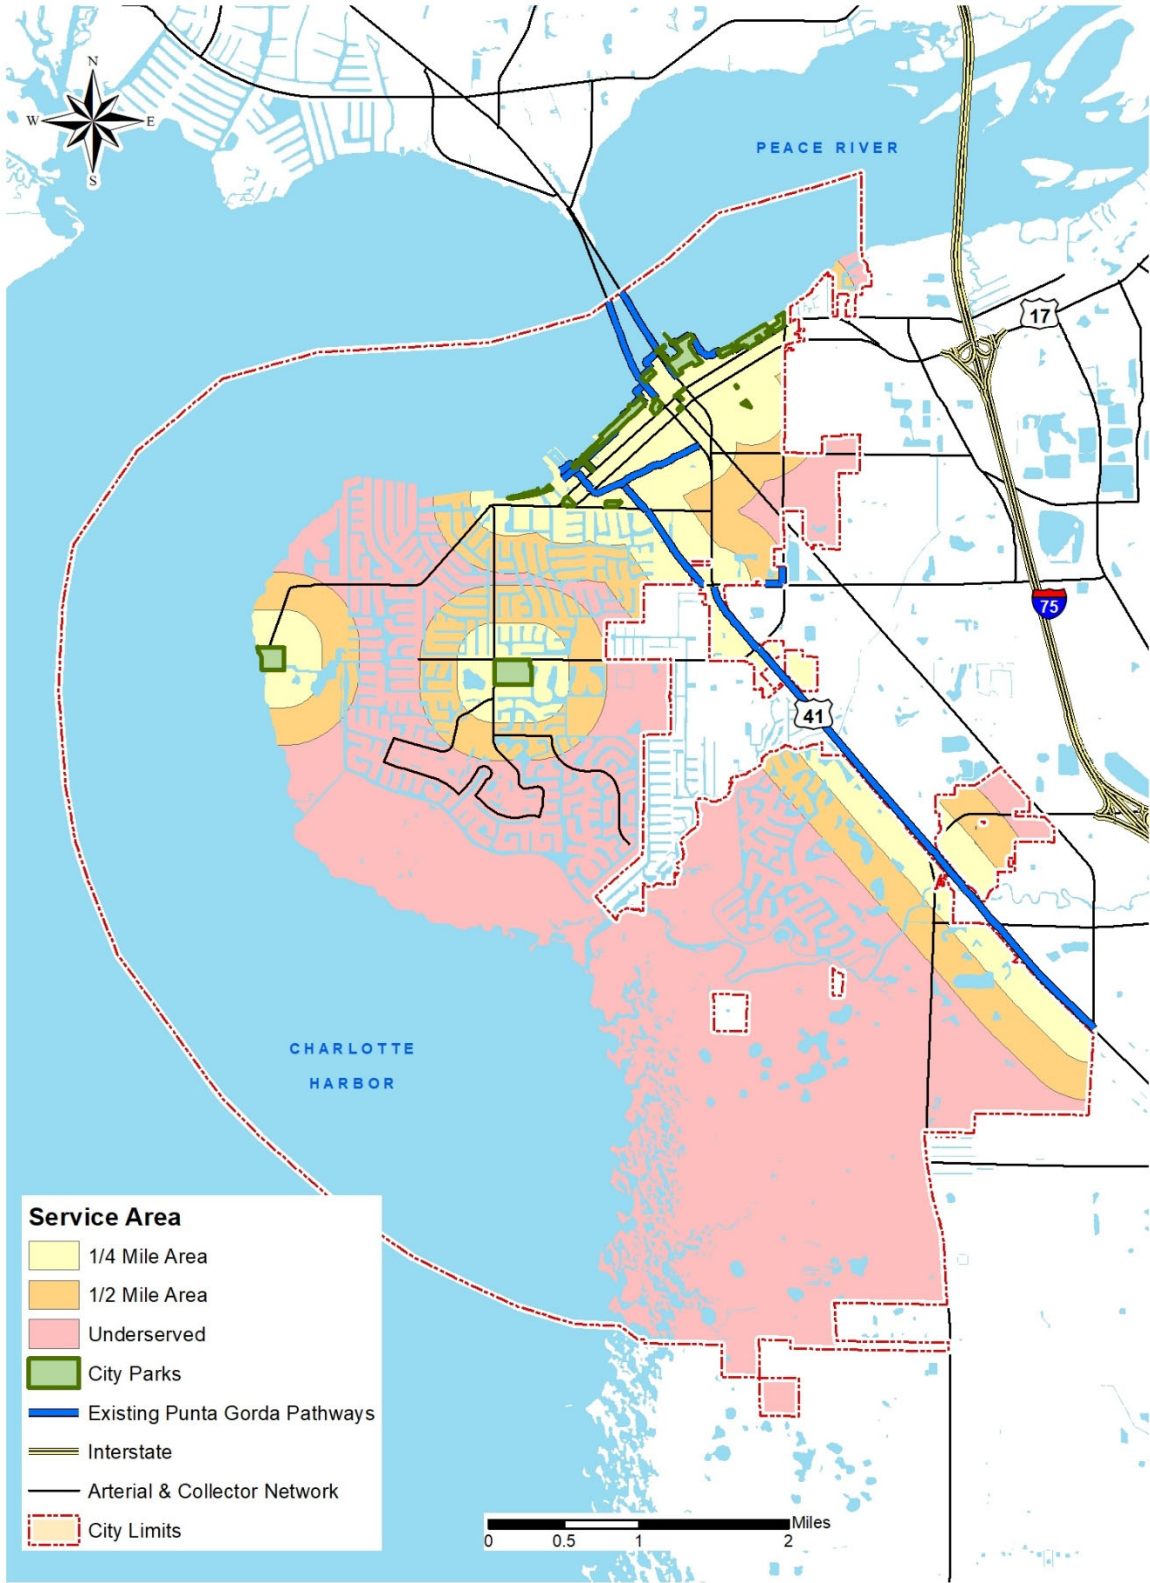 N
W E
S
PEACE RIVER
17
75
41
CHARLOTTE
HARBOR
Service Area
1/4 Mile Area
1/2 Mile Area
Underserved
City Parks
Existing Punta Gorda Pathways
Interstate
Arterial & Collector Network
City Limits
Miles
0 0.5 1 2